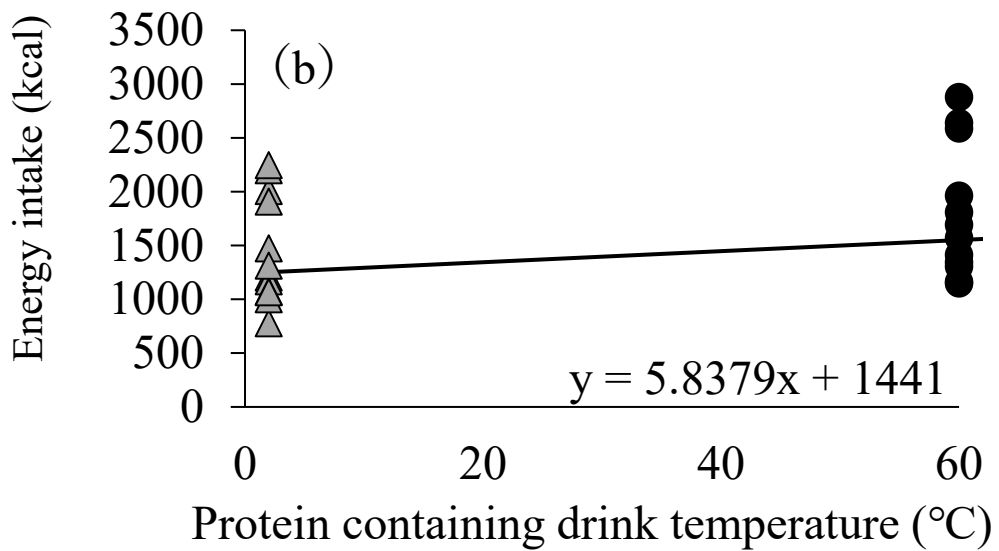 Energy intake (kcal)
3500
3000
2500
2000
1500
1000
500
0
(b)
y = 5.8379x + 1441
0 20 40 60
Protein containing drink temperature (℃)